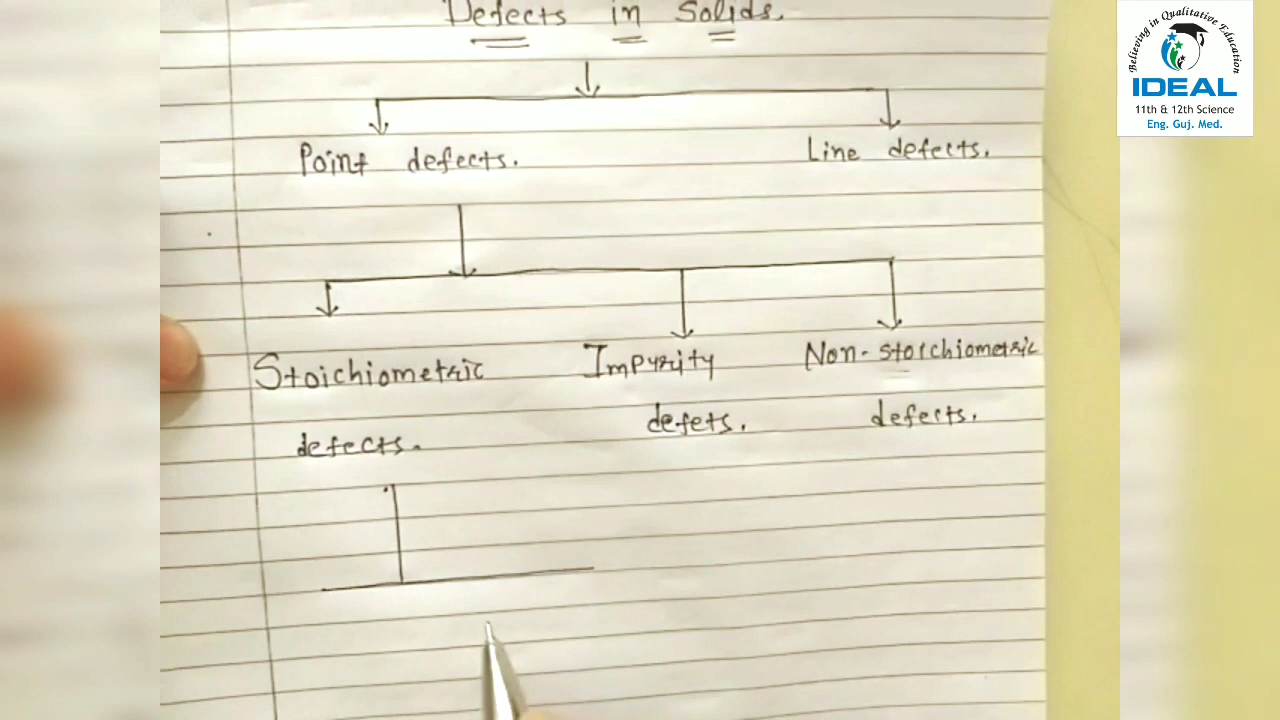 Defects in Solids.
Point defects.
Line defects.
Stoichiometric
defects.
Impurity
defets.
Non-stoichiometric
defects.
Believing in Qualitative Education
IDEAL
11th & 12th Science
Eng. Guj. Med.